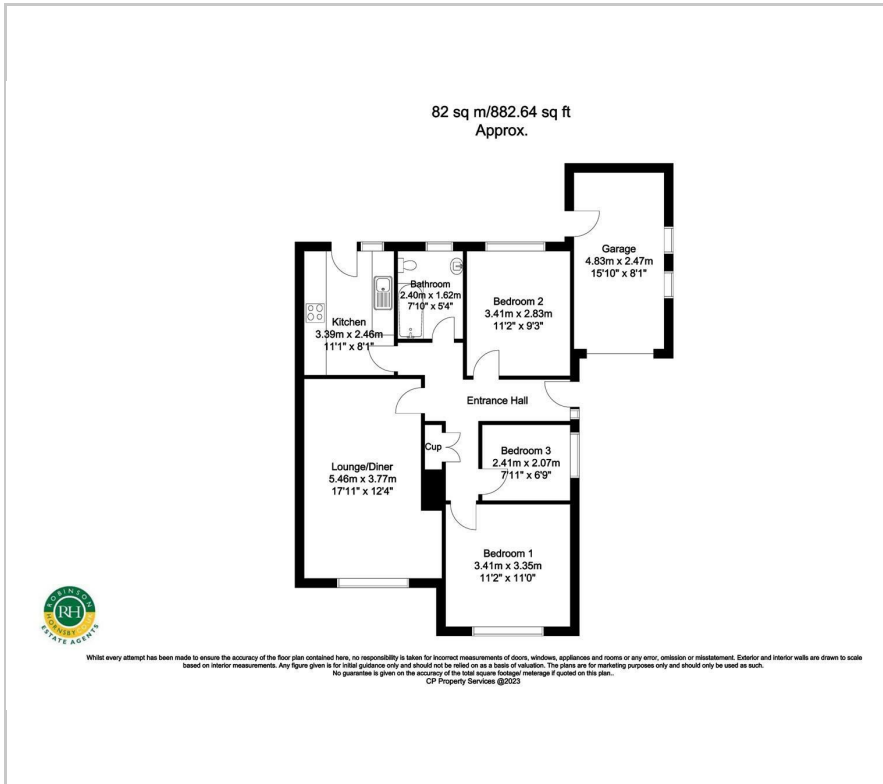 82 sq m/882.64 sq ft
Approx.
Garage
4.83m x 2.47m
15'10" x 8'1"
Bathroom
2.40m x 1.62m
7'10" x 5'4"
Bedroom 2
3.41m x 2.83m
11'2" x 9'3"
Kitchen
3.39m x 2.46m
11'1" x 8'1"
Entrance Hall
Cup
Bedroom 3
2.41m x 2.07m
7'11" x 6'9"
Lounge/Diner
5.46m x 3.77m
17'11" x 12'4"
Bedroom 1
3.41m x 3.35m
11'2" x 11'0"
ROBINSON
RH
HORNSBY
ESTATE AGENTS
Whilst every attempt has been made to ensure the accuracy of the floor plan contained here, no responsibility is taken for incorrect measurements of doors, windows, appliances and rooms or any error, omission or misstatement. Exterior and interior walls are drawn to scale
based on interior measurements. Any figure given is for initial guidance only and should not be relied on as a basis of valuation. The plans are for marketing purposes only and should only be used as such.
No guarantee is given on the accuracy of the total square footage/ meterage if quoted on this plan..
CP Property Services @2023